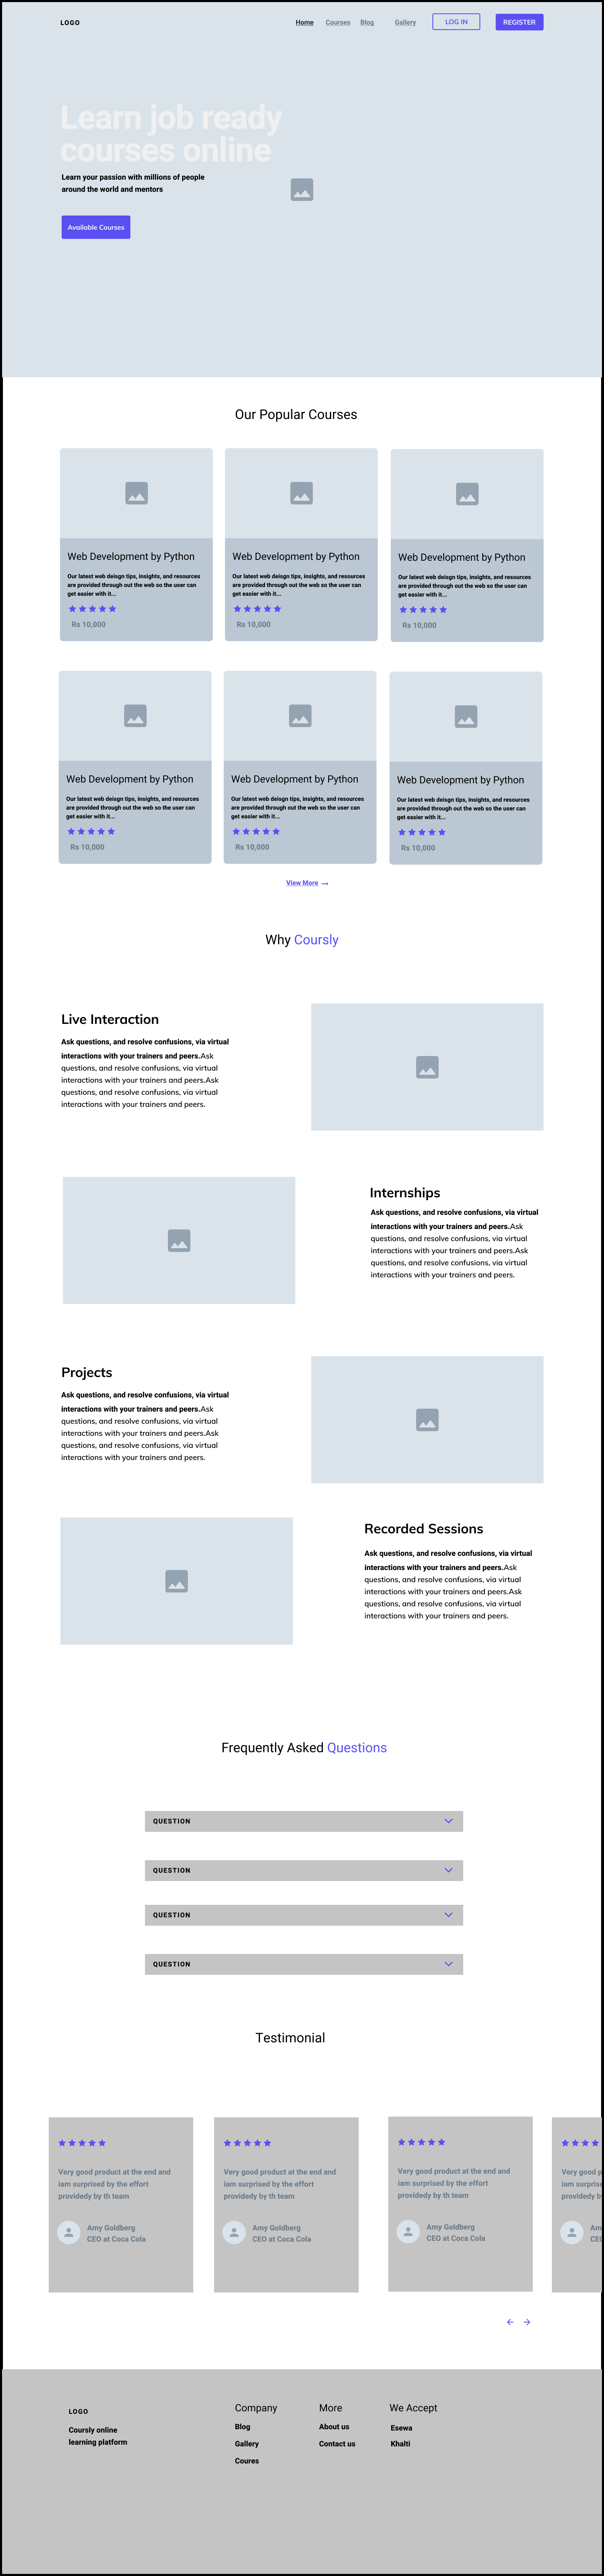 LOGO
Home Courses Blog Gallery LOG IN REGISTER
Learn job ready
courses online
Learn your passion with millions of people
around the world and mentors
Available Courses
Our Popular Courses
Web Development by Python
Our latest web deisgn tips, insights, and resources
are provided through out the web so the user can
get easier with it...
Rs 10,000
Web Development by Python
Our latest web deisgn tips, insights, and resources
are provided through out the web so the user can
get easier with it...
Rs 10,000
Web Development by Python
Our latest web deisgn tips, insights, and resources
are provided through out the web so the user can
get easier with it...
Rs 10,000
Web Development by Python
Our latest web deisgn tips, insights, and resources
are provided through out the web so the user can
get easier with it...
Rs 10,000
Web Development by Python
Our latest web deisgn tips, insights, and resources
are provided through out the web so the user can
get easier with it...
Rs 10,000
Web Development by Python
Our latest web deisgn tips, insights, and resources
are provided through out the web so the user can
get easier with it...
Rs 10,000
View More →
Why Coursly
Live Interaction
Ask questions, and resolve confusions, via virtual
interactions with your trainers and peers.Ask
questions, and resolve confusions, via virtual
interactions with your trainers and peers.Ask
questions, and resolve confusions, via virtual
interactions with your trainers and peers.
Internships
Ask questions, and resolve confusions, via virtual
interactions with your trainers and peers.Ask
questions, and resolve confusions, via virtual
interactions with your trainers and peers.Ask
questions, and resolve confusions, via virtual
interactions with your trainers and peers.
Projects
Ask questions, and resolve confusions, via virtual
interactions with your trainers and peers.Ask
questions, and resolve confusions, via virtual
interactions with your trainers and peers.Ask
questions, and resolve confusions, via virtual
interactions with your trainers and peers.
Recorded Sessions
Ask questions, and resolve confusions, via virtual
interactions with your trainers and peers.Ask
questions, and resolve confusions, via virtual
interactions with your trainers and peers.Ask
questions, and resolve confusions, via virtual
interactions with your trainers and peers.
Frequently Asked Questions
QUESTION
QUESTION
QUESTION
QUESTION
Testimonial
Very good product at the end and
iam surprised by the effort
providedy by th team
Amy Goldberg
CEO at Coca Cola
Very good product at the end and
iam surprised by the effort
providedy by th team
Amy Goldberg
CEO at Coca Cola
Very good product at the end and
iam surprised by the effort
providedy by th team
Amy Goldberg
CEO at Coca Cola
Very good
iam
providedy
LOGO
Coursly online
learning platform
Company
Blog
Gallery
Coures
More
About us
Contact us
We Accept
Esewa
Khalti